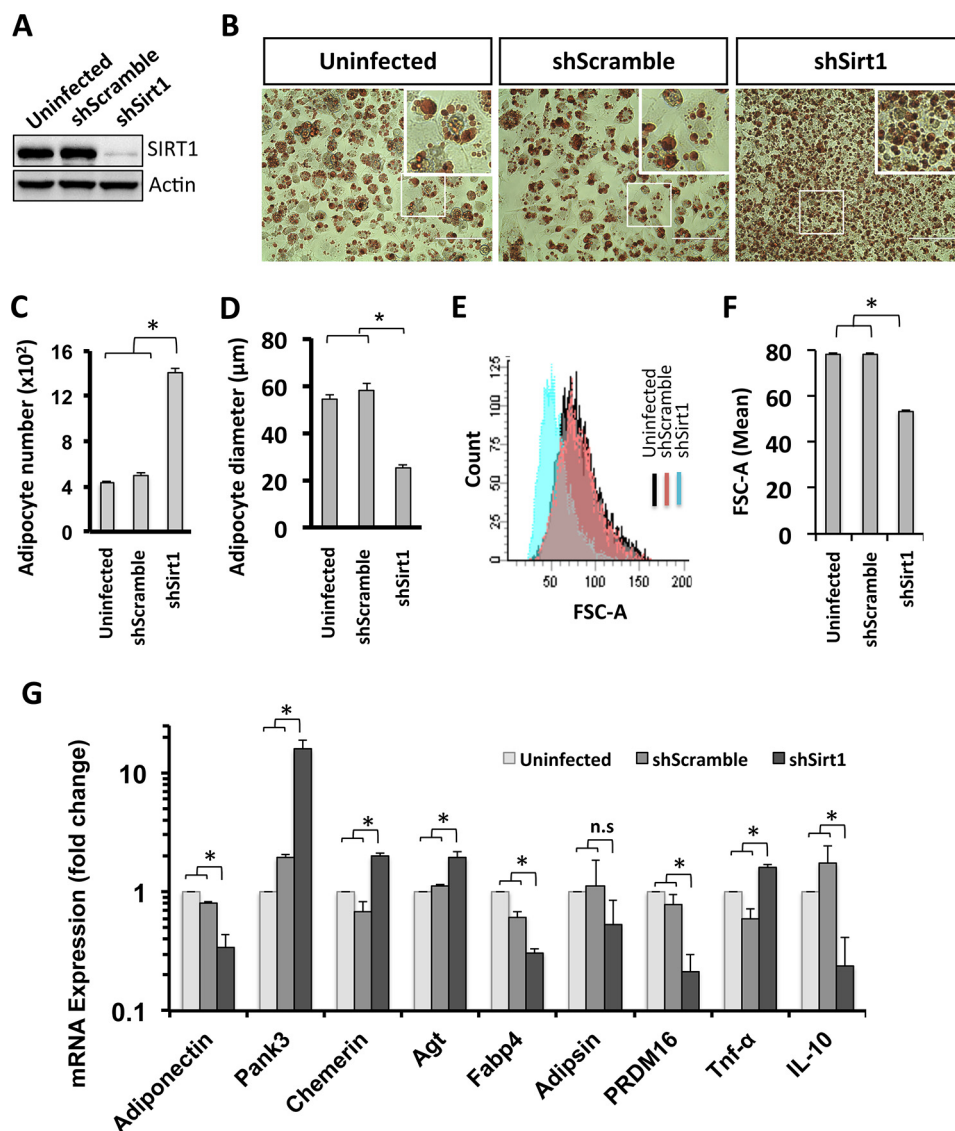 A
Uninfected
shScramble
shSirt1
SIRT1
Actin
B
Uninfected
shScramble
shSirt1
C
Adipocyte number (x10²)
16
12
8
4
0
*
Uninfected
shScramble
shSirt1
D
Adipocyte diameter (µm)
80
60
40
20
0
*
Uninfected
shScramble
shSirt1
E
Count
125
100
75
50
25
0
50
100
150
200
FSC-A
Uninfected
shScramble
shSirt1
F
FSC-A (Mean)
80
60
40
20
0
*
Uninfected
shScramble
shSirt1
G
mRNA Expression (fold change)
10
1
0.1
Uninfected
shScramble
shSirt1
*
*
*
*
*
n.s
*
*
*
Adiponectin
Pank3
Chemerin
Agt
Fabp4
Adipsin
PRDM16
Tnf-α
IL-10